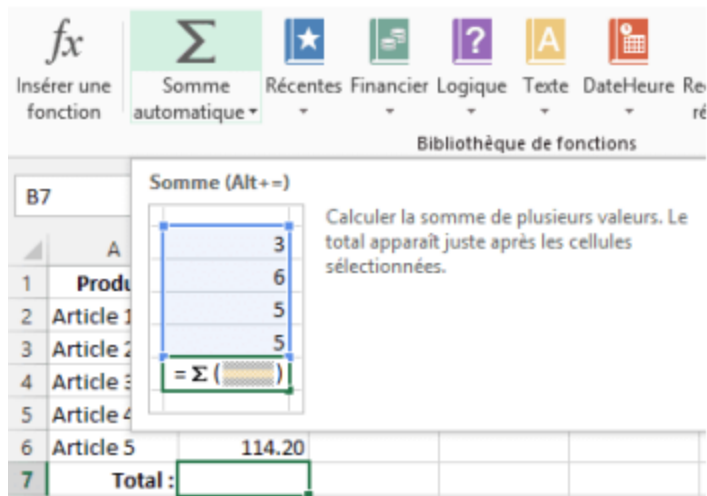 fx Σ ?  A
Insérer une fonction
Somme automatique
Récentes
Financier
Logique
Texte
DateHeure
Bibliothèque de fonctions
B7
Somme (Alt+=)
Calculer la somme de plusieurs valeurs. Le
total apparaît juste après les cellules
sélectionnées.
3
6
5
5
= Σ ( )
A
1 Produ
2 Article 1
3 Article 2
4 Article 3
5 Article 4
6 Article 5 114.20
7 Total :